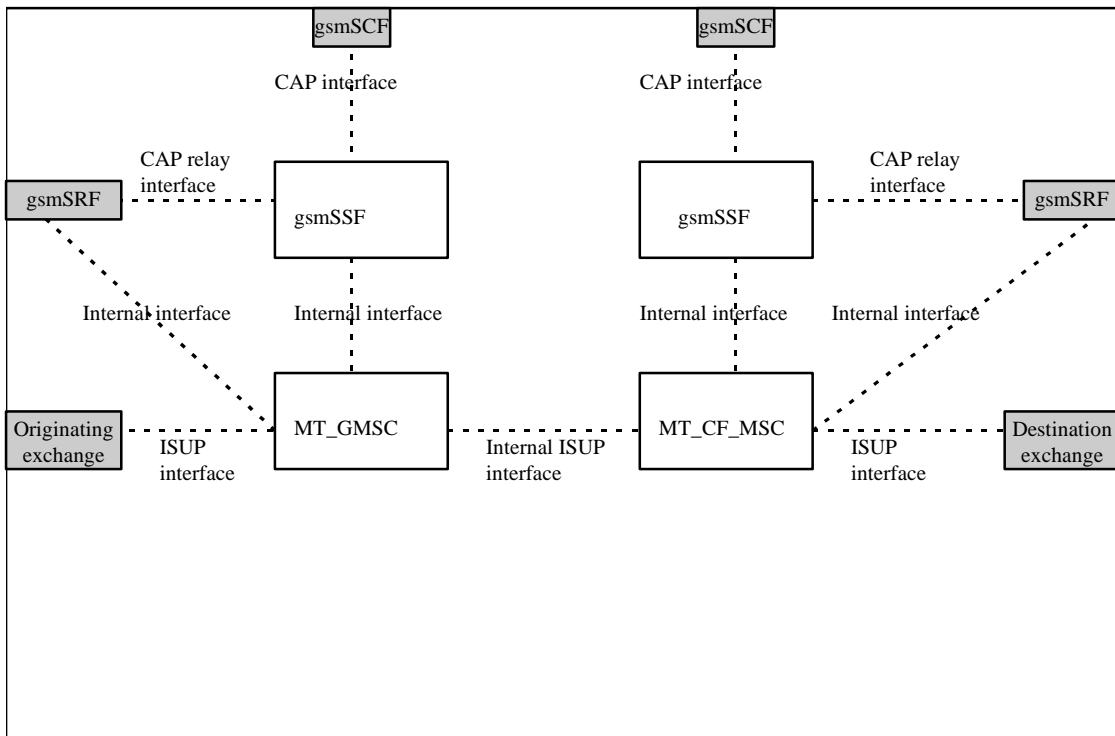 gsmSCF
gsmSCF
CAP interface
CAP interface
CAP relay
interface
CAP relay
interface
gsmSRF
gsmSSF
gsmSSF
gsmSRF
Internal interface
Internal interface
Internal interface
Internal interface
Originating
exchange
ISUP
interface
MT_GMSC
Internal ISUP
interface
MT_CF_MSC
ISUP
interface
Destination
exchange